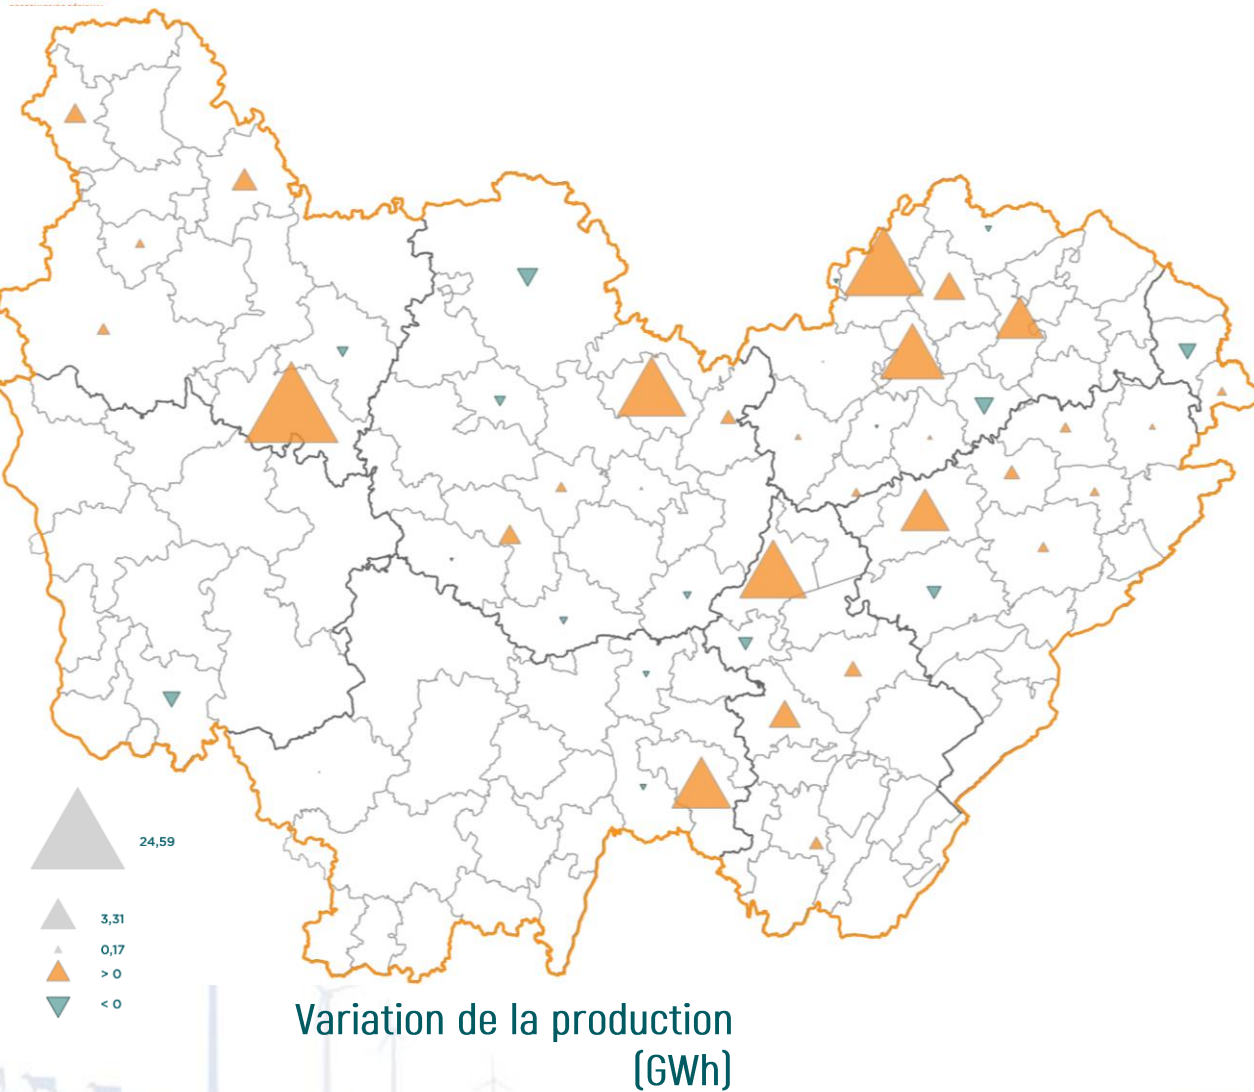 24,59
3,31
0,17
> 0
< 0
Variation de la production
(GWh)